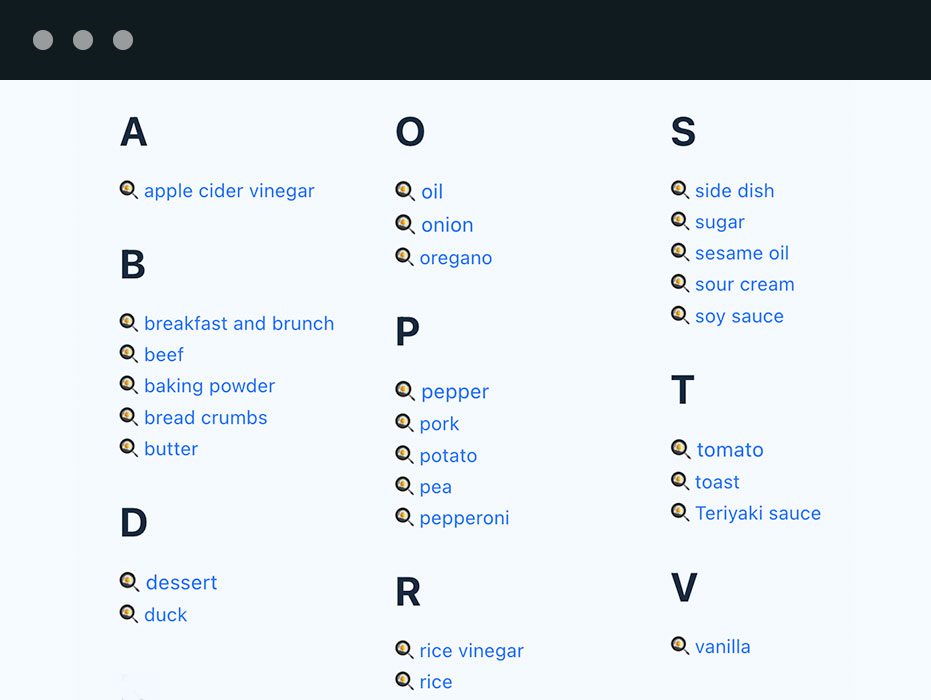 A
apple cider vinegar
B
breakfast and brunch
beef
baking powder
bread crumbs
butter
D
dessert
duck
O
oil
onion
oregano
P
pepper
pork
potato
pea
pepperoni
R
rice vinegar
rice
S
side dish
sugar
sesame oil
sour cream
soy sauce
T
tomato
toast
Teriyaki sauce
V
vanilla